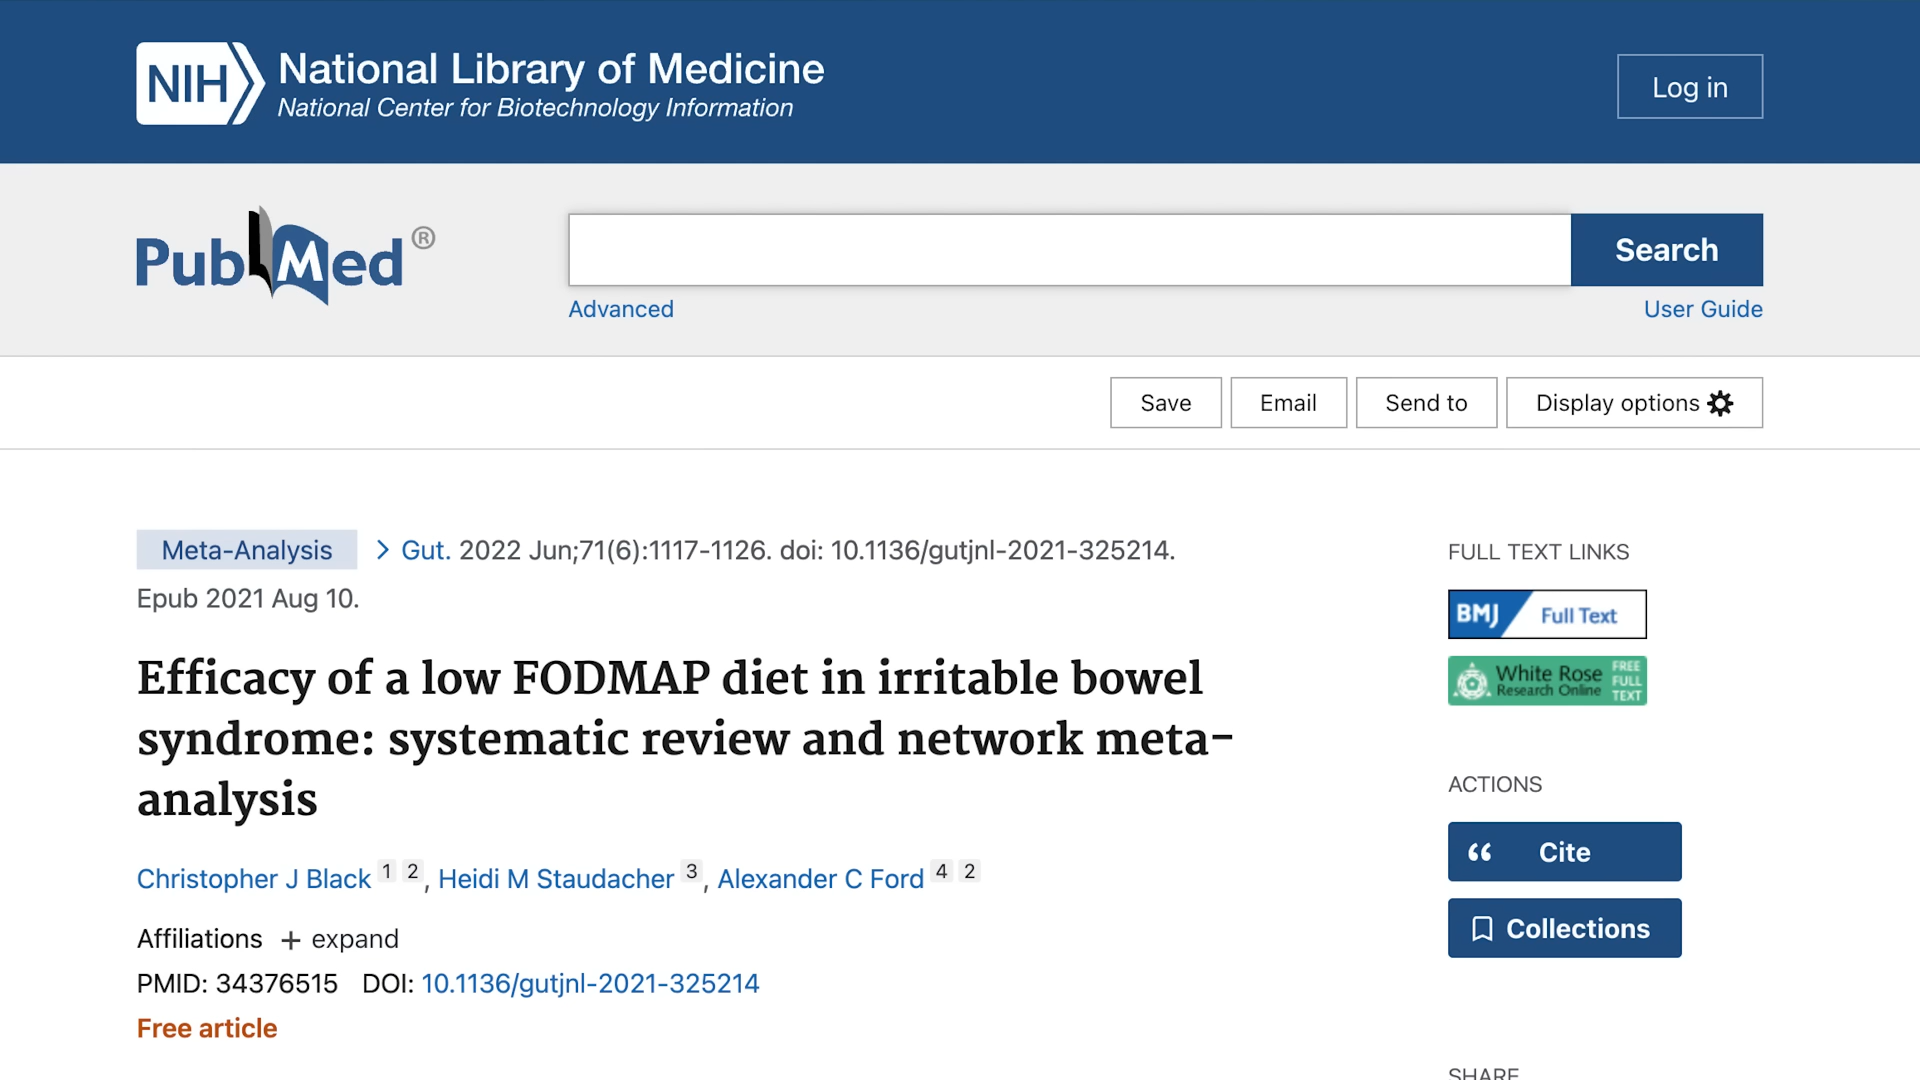 NIH National Library of Medicine
National Center for Biotechnology Information
Log in
PubMed®
Search
Advanced
User Guide
Save
Email
Send to
Display options
Meta-Analysis > Gut. 2022 Jun;71(6):1117-1126. doi: 10.1136/gutjnl-2021-325214.
Epub 2021 Aug 10.
Efficacy of a low FODMAP diet in irritable bowel
syndrome: systematic review and network meta-
analysis
Christopher J Black 1 2, Heidi M Staudacher 3, Alexander C Ford 4 2
Affiliations + expand
PMID: 34376515 DOI: 10.1136/gutjnl-2021-325214
Free article
FULL TEXT LINKS
BMJ Full Text
White Rose
Research Online
FREE
FULL
TEXT
ACTIONS
Cite
Collections
SHARE